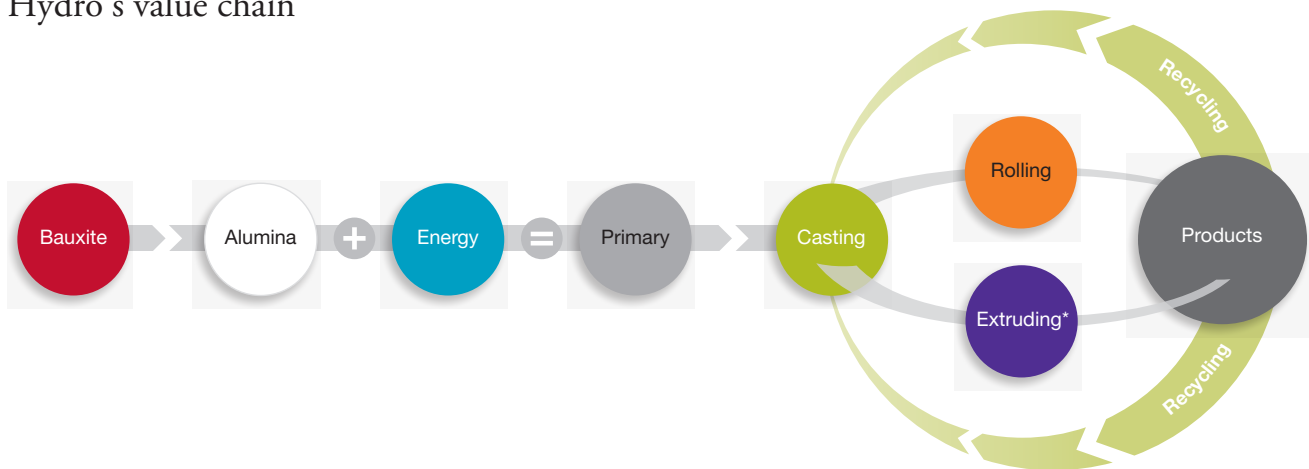 Hydro's value chain
Bauxite
Alumina
+
Energy
=
Primary
Casting
Rolling
Extruding*
Products
Recycling
Recycling